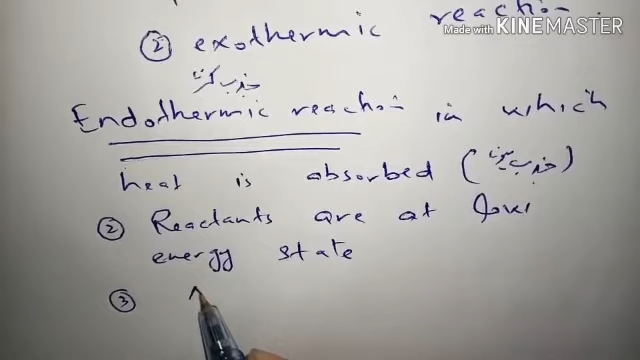 ② exothermic reaction
Made with KINEMASTER
جذب کرنا
Endothermic reaction in which
heat is absorbed (جذب ہونا)
② Reactants are at low
energy state
③